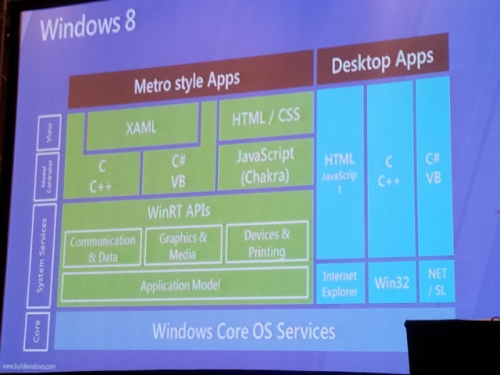 Windows 8
Metro style Apps
Desktop Apps
View
XAML
HTML / CSS
Model
Controller
C
C++
C#
VB
JavaScript
(Chakra)
HTML
JavaScrip
t
C
C++
C#
VB
System Services
WinRT APIs
Communication
& Data
Graphics &
Media
Devices &
Printing
Application Model
Internet
Explorer
Win32
.NET
/ SL
Core
Windows Core OS Services
www.buildwindows.com